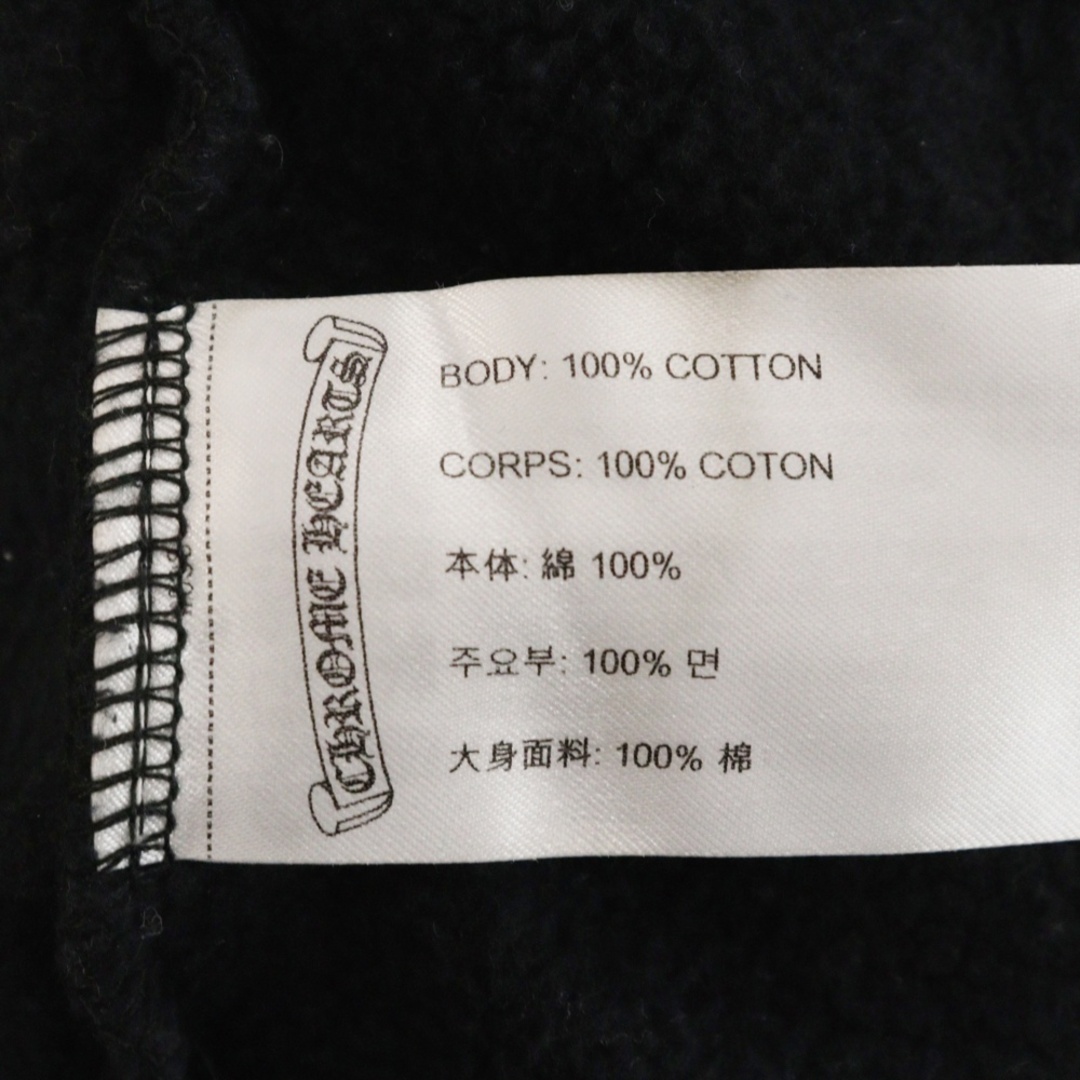 CHROME HEARTS
BODY: 100% COTTON
CORPS: 100% COTON
本体: 綿 100%
주요부: 100% 면
大身面料: 100% 棉